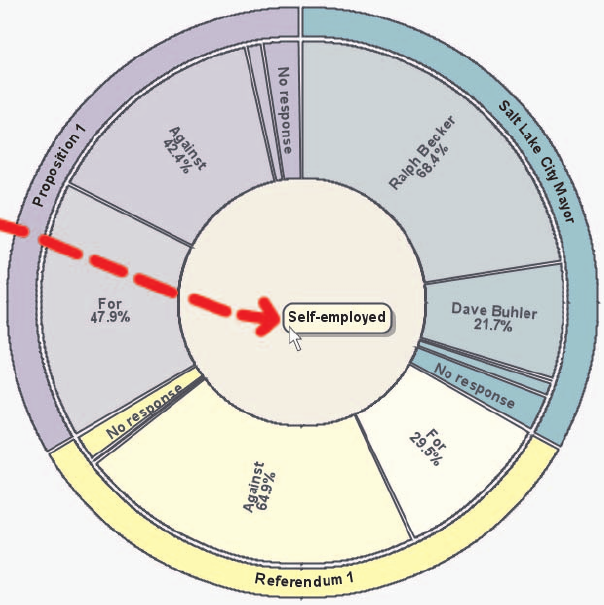 Proposition 1
Salt Lake City Mayor
Referendum 1
No response
Against
42.4%
For
47.9%
Ralph Becker
68.4%
Dave Buhler
21.7%
No response
For
29.5%
Against
64.9%
No response
Self-employed